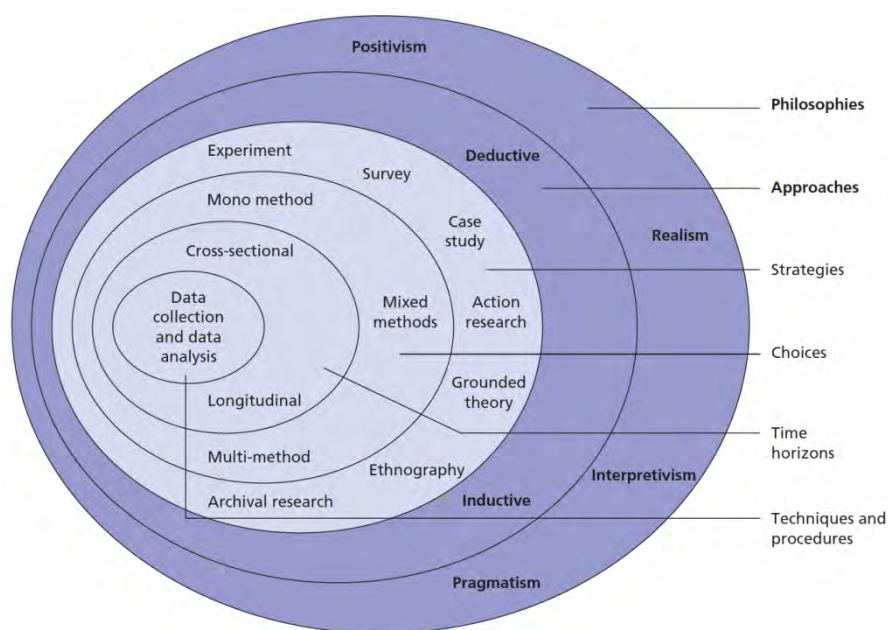 Positivism
Philosophies
Experiment
Deductive
Survey
Approaches
Mono method
Case
study
Realism
Cross-sectional
Strategies
Data
collection
and data
analysis
Mixed
methods
Action
research
Choices
Grounded
theory
Longitudinal
Time
horizons
Multi-method
Ethnography
Interpretivism
Archival research
Inductive
Techniques and
procedures
Pragmatism